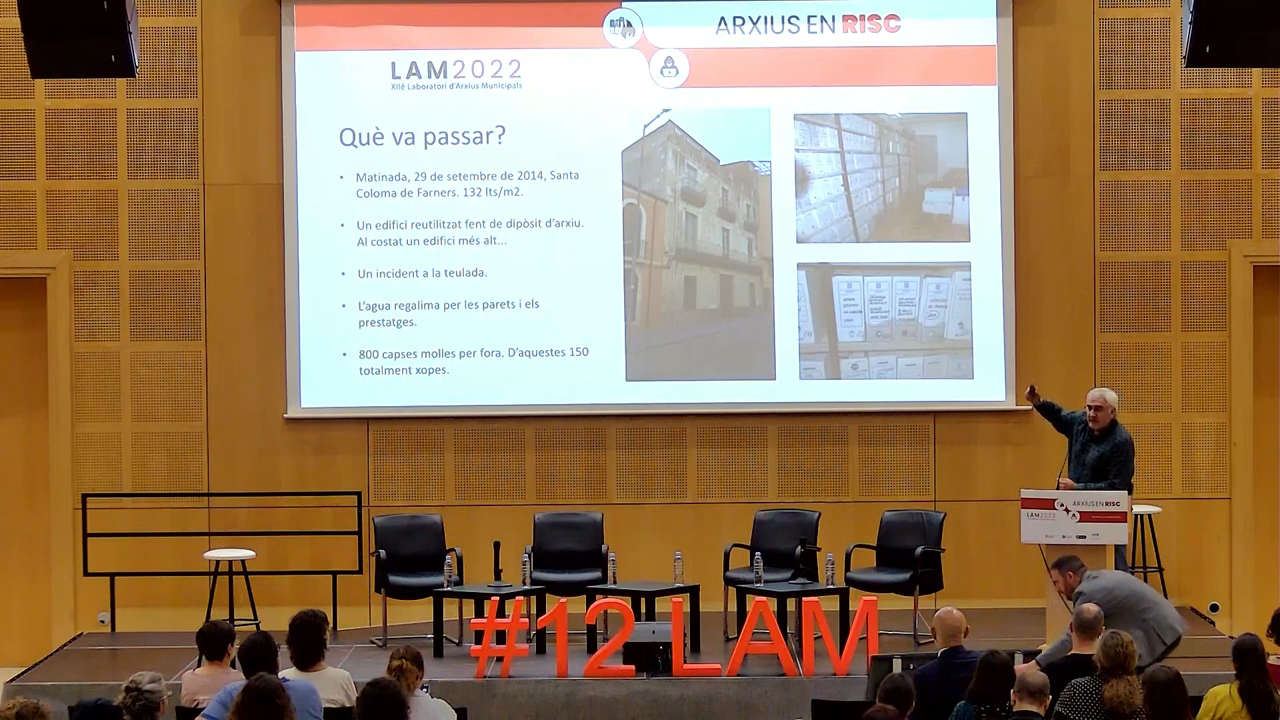 ARXIUS EN RISC
LAM2022
XIIè Laboratori d'Arxius Municipals
Què va passar?
• Matinada, 29 de setembre de 2014, Santa
Coloma de Farners. 132 lts/m2.
• Un edifici reutilitzat fent de dipòsit d'arxiu.
Al costat un edifici més alt...
• Un incident a la teulada.
• L'aigua regalima per les parets i els
prestatges.
• 800 capses molles per fora. D'aquestes 150
totalment xopes.
ARXIUS EN RISC
LAM2022
#12 LAM